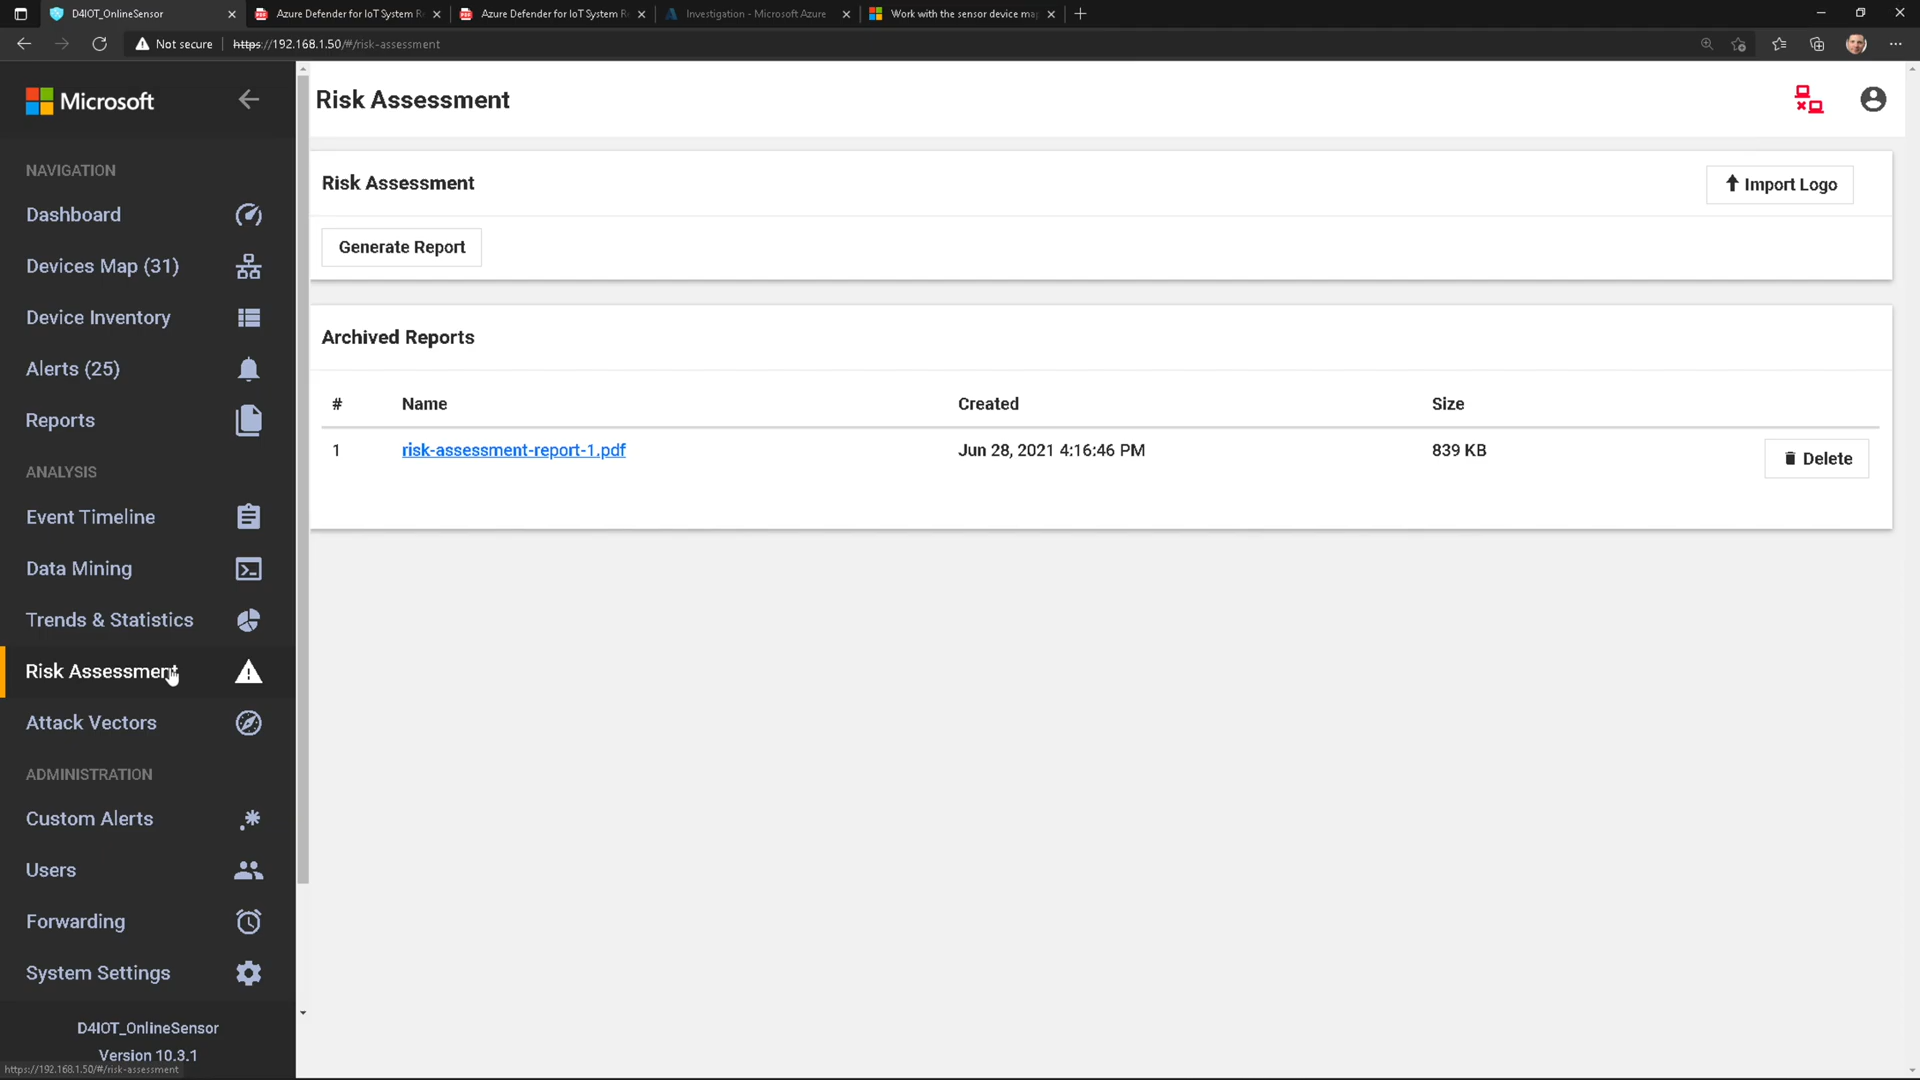 D4IOT_OnlineSensor
Azure Defender for IoT System R
Azure Defender for IoT System R
Investigation - Microsoft Azure
Work with the sensor device ma
Not secure
https://192.168.1.50/#/risk-assessment
Microsoft
Risk Assessment
NAVIGATION
Dashboard
Devices Map (31)
Device Inventory
Alerts (25)
Reports
ANALYSIS
Event Timeline
Data Mining
Trends & Statistics
Risk Assessment
Attack Vectors
ADMINISTRATION
Custom Alerts
Users
Forwarding
System Settings
D4IOT_OnlineSensor
Version 10.3.1
https://192.168.1.50/#/risk-assessment
Risk Assessment
Import Logo
Generate Report
Archived Reports
# Name Created Size
1 risk-assessment-report-1.pdf Jun 28, 2021 4:16:46 PM 839 KB
Delete